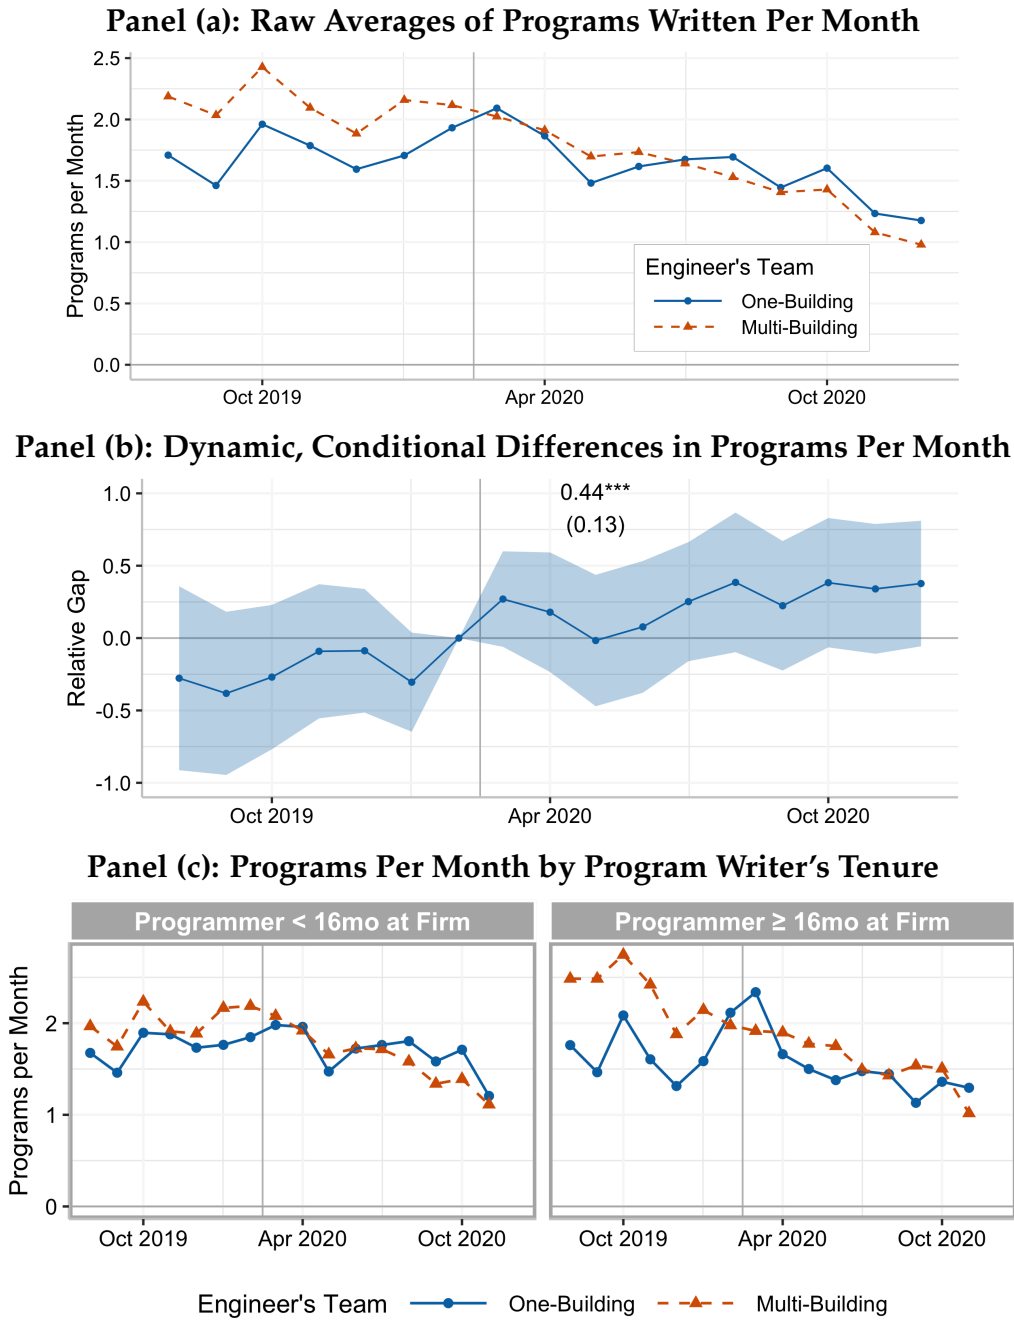 Panel (a): Raw Averages of Programs Written Per Month
Programs per Month
2.5
2.0
1.5
1.0
0.5
0.0
Engineer's Team
One-Building
Multi-Building
Oct 2019 Apr 2020 Oct 2020
Panel (b): Dynamic, Conditional Differences in Programs Per Month
Relative Gap
1.0
0.5
0.0
-0.5
-1.0
0.44***
(0.13)
Oct 2019 Apr 2020 Oct 2020
Panel (c): Programs Per Month by Program Writer's Tenure
Programmer < 16mo at Firm Programmer ≥ 16mo at Firm
Programs per Month
2
1
0
Oct 2019 Apr 2020 Oct 2020 Oct 2019 Apr 2020 Oct 2020
Engineer's Team One-Building Multi-Building